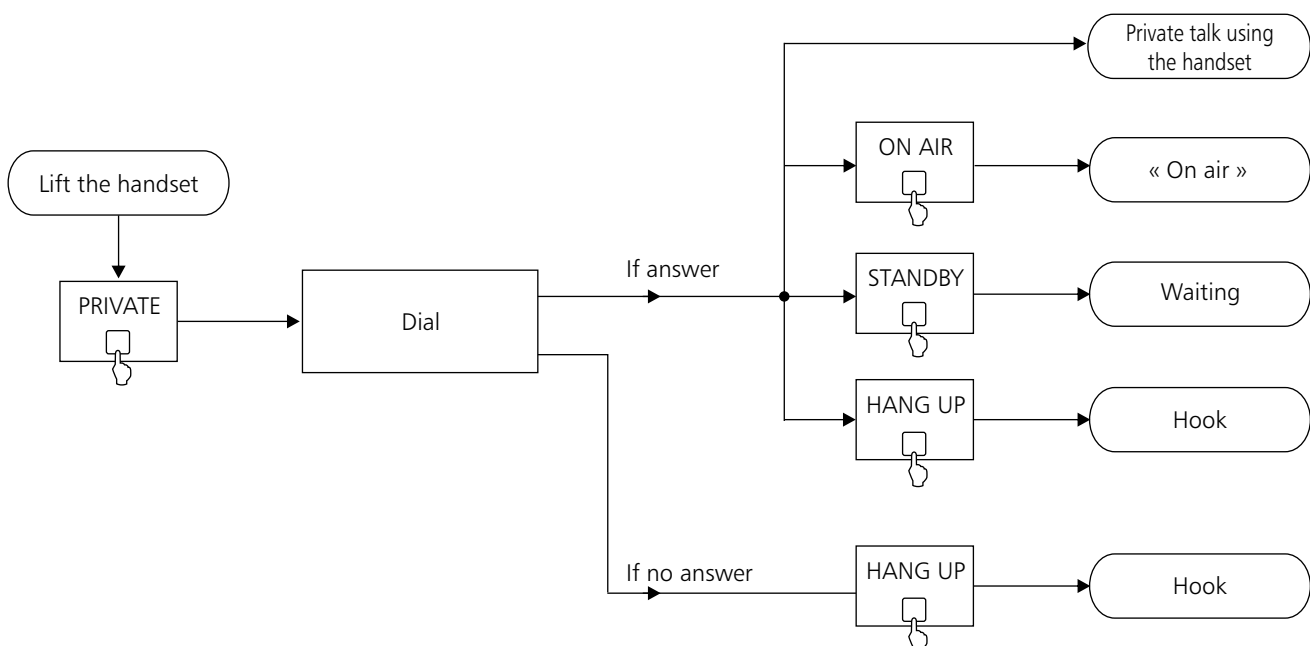 Private talk using
the handset
ON AIR
« On air »
Lift the handset
PRIVATE
Dial
If answer
STANDBY
Waiting
HANG UP
Hook
If no answer
HANG UP
Hook